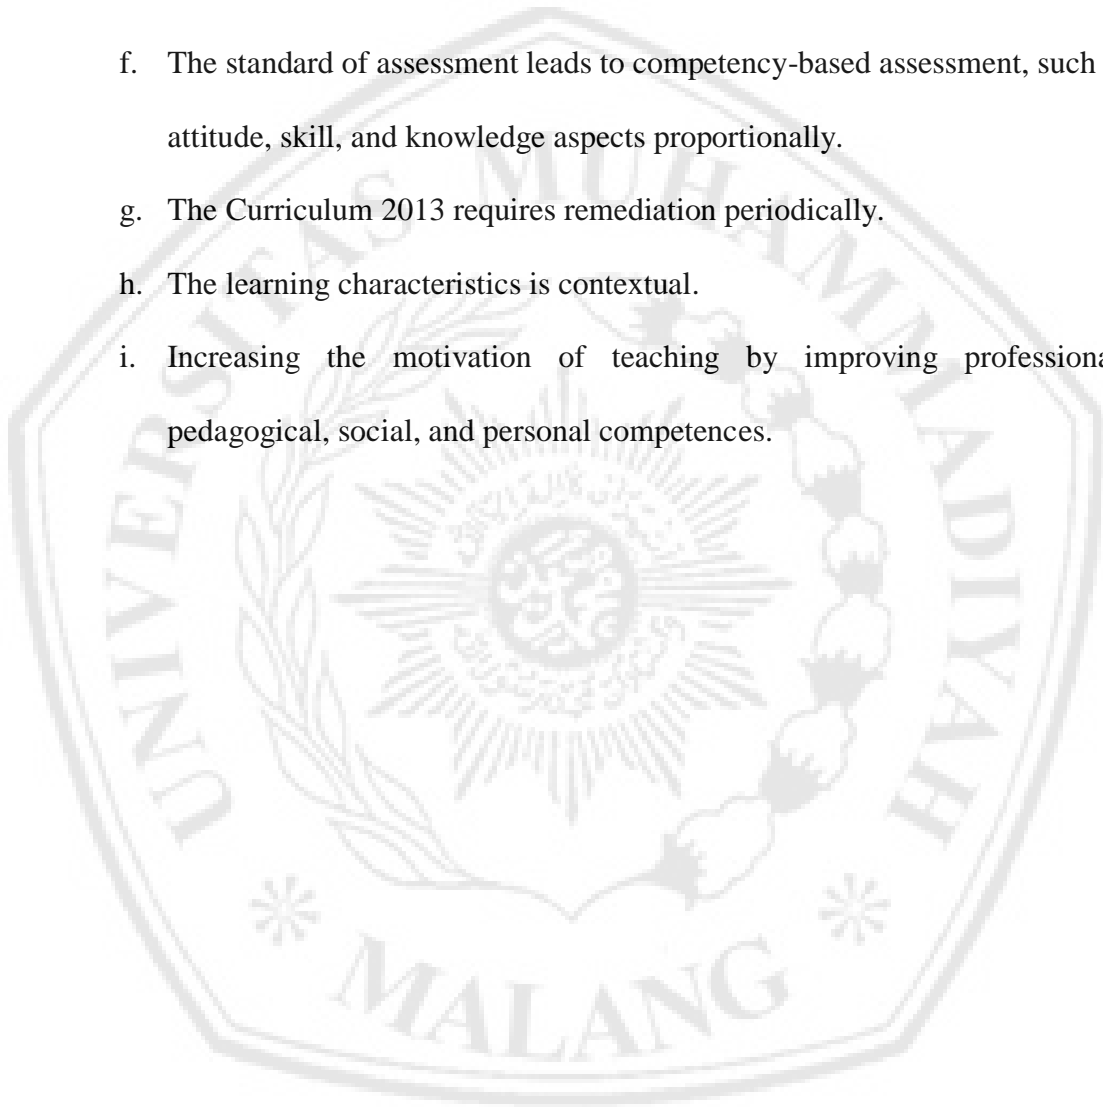 f. The standard of assessment leads to competency-based assessment, such
attitude, skill, and knowledge aspects proportionally.
g. The Curriculum 2013 requires remediation periodically.
h. The learning characteristics is contextual.
i. Increasing the motivation of teaching by improving
pedagogical, social, and personal competences.
UNIVERSITAS MUHAMMADIYAH
MALANG